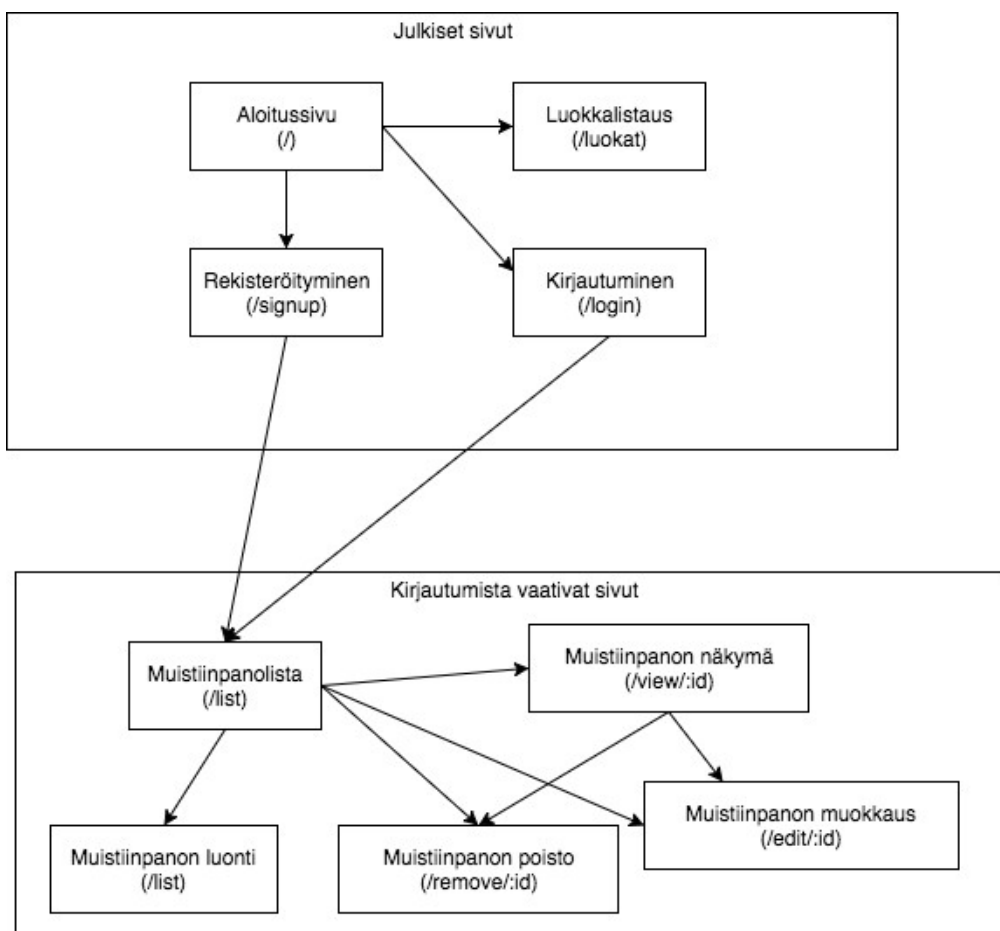 Julkiset sivut
Aloitussivu
(/)
Luokkalistaus
(/luokat)
Rekisteröityminen
(/signup)
Kirjautuminen
(/login)
Kirjautumista vaativat sivut
Muistiinpanolista
(/list)
Muistiinpanon näkymä
(/view/:id)
Muistiinpanon luonti
(/list)
Muistiinpanon poisto
(/remove/:id)
Muistiinpanon muokkaus
(/edit/:id)